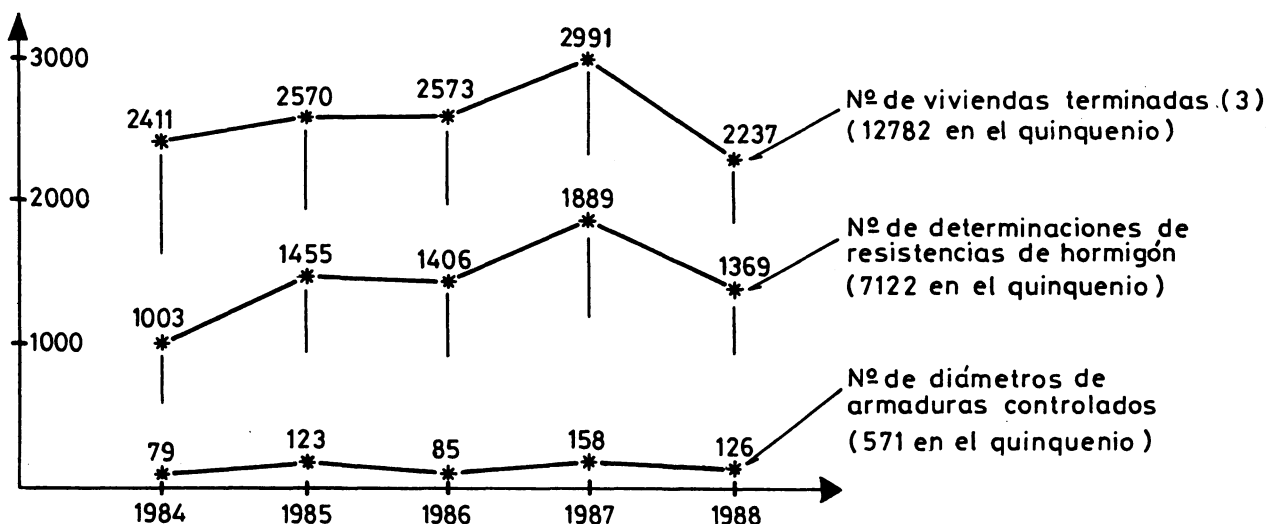 3000
2000
1000
2411
2570
2573
2991
2237
Nº de viviendas terminadas.(3)
(12782 en el quinquenio)
1003
1455
1406
1889
1369
Nº de determinaciones de
resistencias de hormigón
(7122 en el quinquenio)
79
123
85
158
126
Nº de diámetros de
armaduras controlados
(571 en el quinquenio)
1984
1985
1986
1987
1988